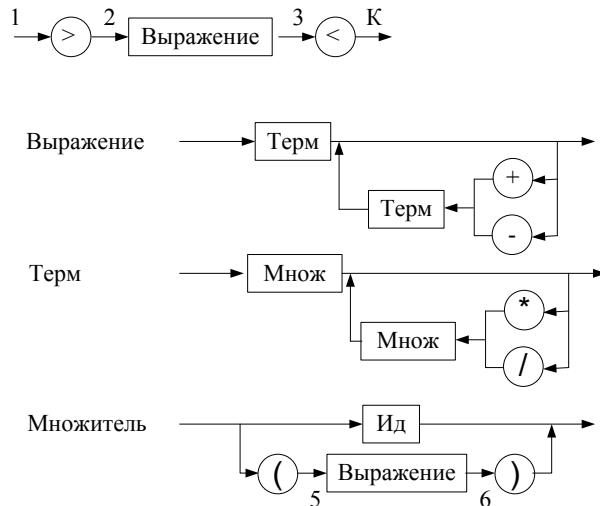 1 > 2 Выражение 3 < К
Выражение Терм
+
Терм
-
Терм Множ
*
Множ
/
Множитель Ид
( Выражение )
5 6